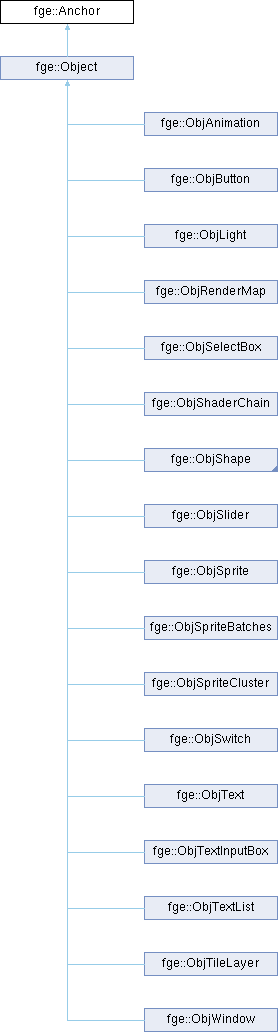 fge::Anchor
fge::Object
fge::ObjAnimation
fge::ObjButton
fge::ObjLight
fge::ObjRenderMap
fge::ObjSelectBox
fge::ObjShaderChain
fge::ObjShape
fge::ObjSlider
fge::ObjSprite
fge::ObjSpriteBatches
fge::ObjSpriteCluster
fge::ObjSwitch
fge::ObjText
fge::ObjTextInputBox
fge::ObjTextList
fge::ObjTileLayer
fge::ObjWindow